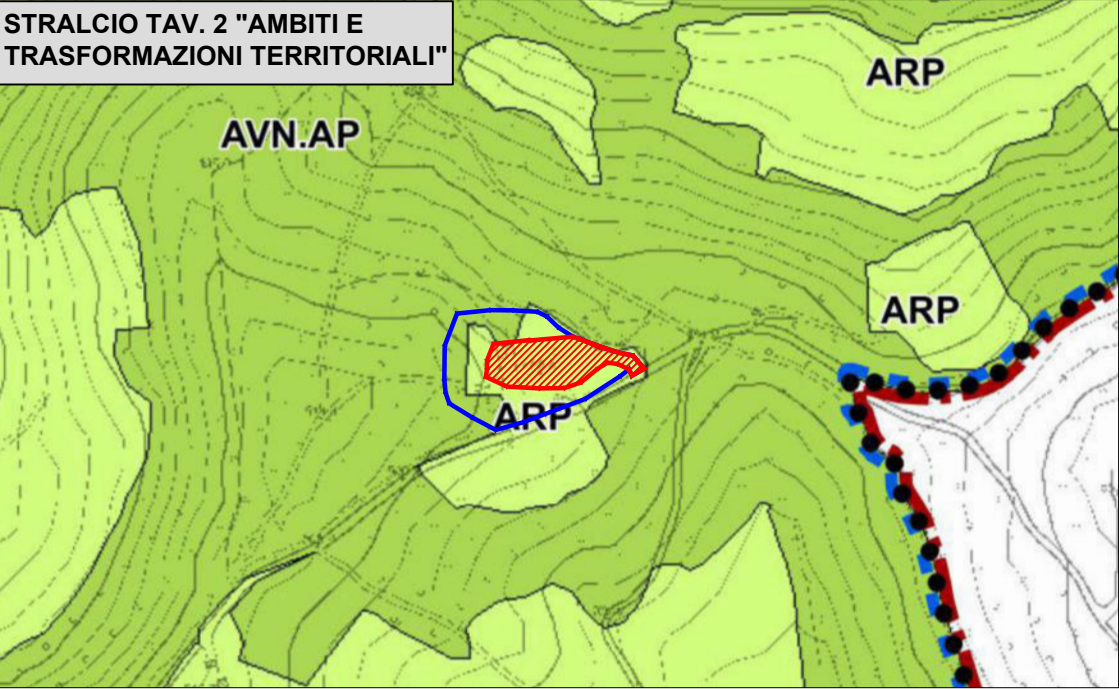 STRALCIO TAV. 2 "AMBITI E
TRASFORMAZIONI TERRITORIALI"
ARP
AVN.AP
ARP
ARP